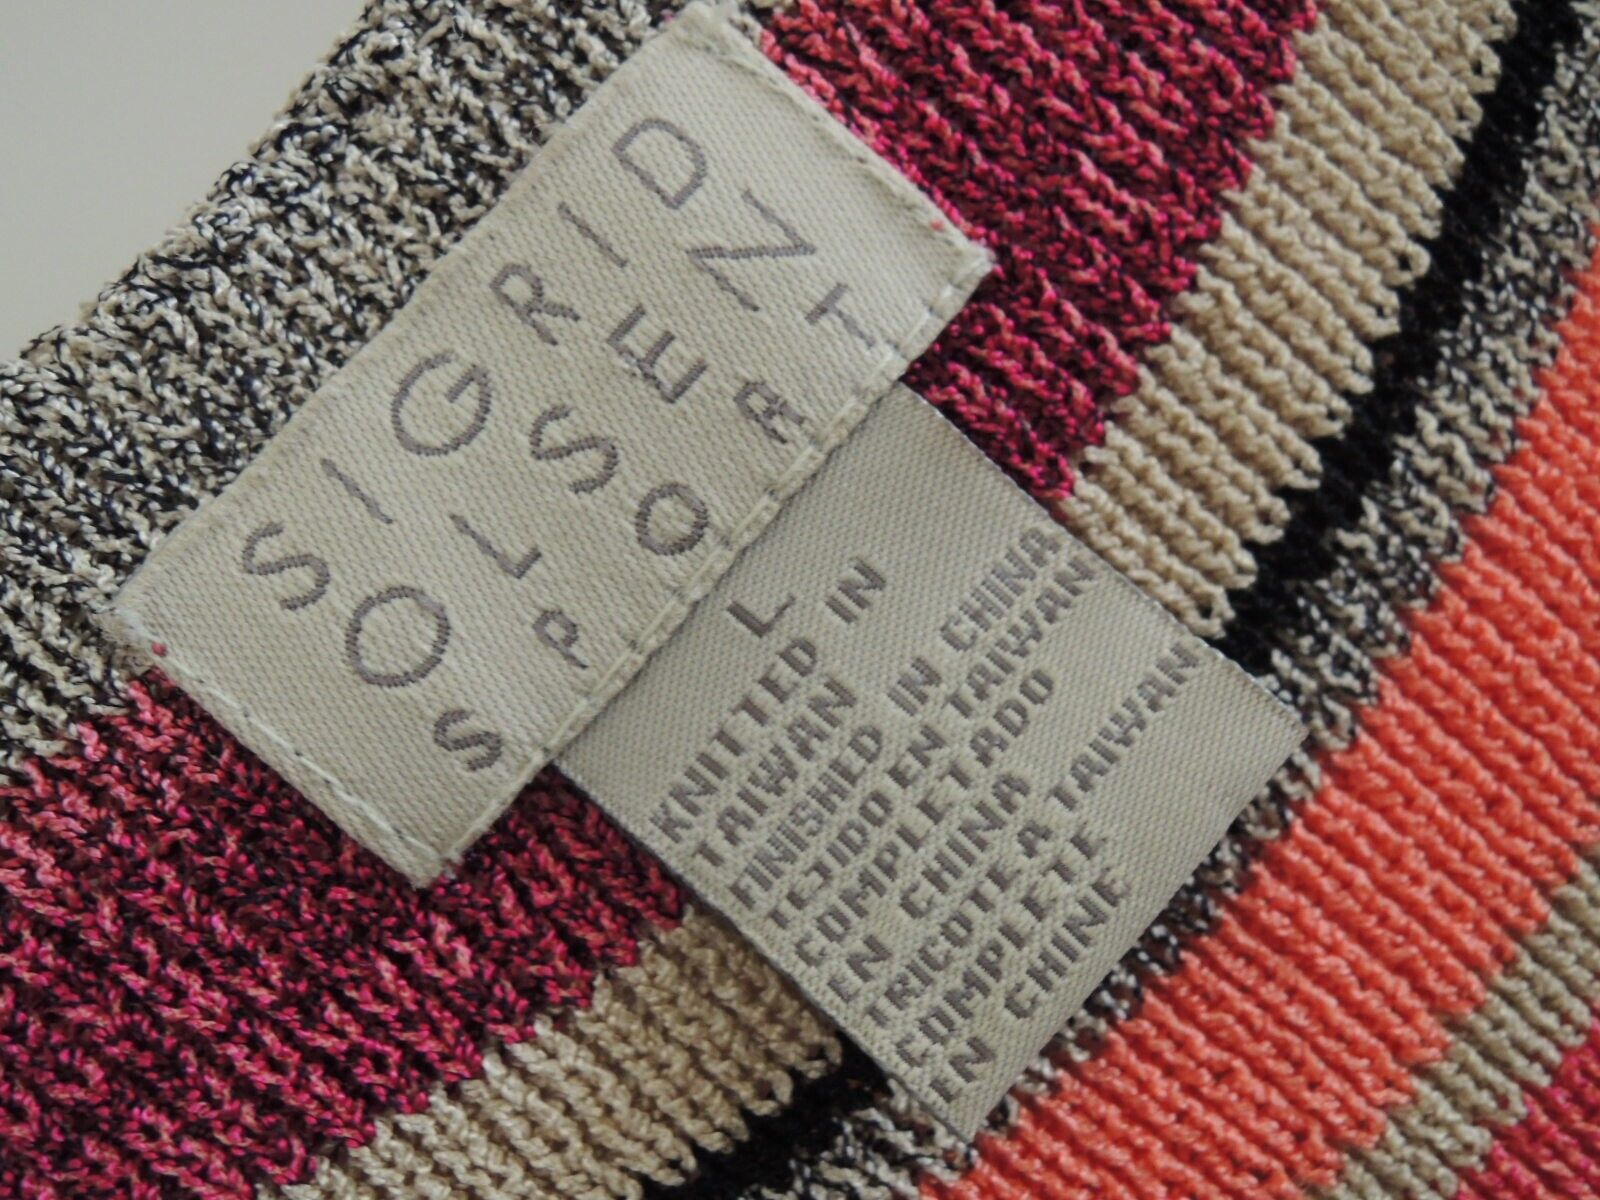 SIGRID
OLSEN
SPORT
L
KNITTED IN
TAIWAN
FINISHED IN CHINA
TEJIDO EN TAIWAN
COMPLETADO
EN CHINA
TRICOTE A TAIWAN
COMPLETE
EN CHINE